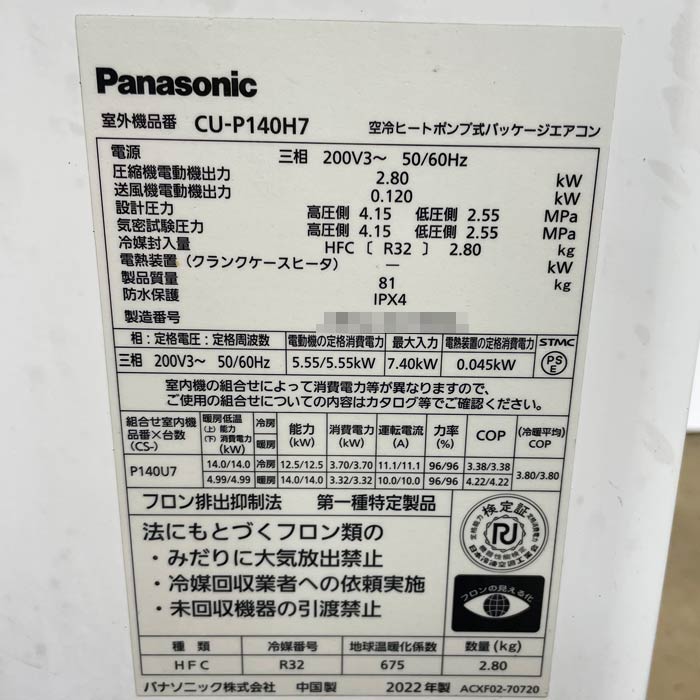 Panasonic
室外機品番 CU-P140H7 空冷ヒートポンプ式パッケージエアコン
電源 三相 200V3〜 50/60Hz
圧縮機電動機出力 2.80 kW
送風機電動機出力 0.120 kW
設計圧力 高圧側 4.15 低圧側 2.55 MPa
気密試験圧力 高圧側 4.15 低圧側 2.55 MPa
冷媒封入量 HFC 〔 R32 〕 2.80 kg
電熱装置(クランクケースヒータ) — kW
製品質量 81 kg
防水保護 IPX4
製造番号
相:定格電圧:定格周波数 電動機の定格消費電力 最大入力 電熱装置の定格消費電力 STMC
三相 200V3〜 50/60Hz 5.55/5.55kW 7.40kW 0.045kW PSE
室内機の組合せによって消費電力等が異なりますので、
ご使用の組合せについての内容はカタログ等でご確認ください。
組合せ室内機 品番×台数 (CS-) 暖房低温 (上) 能力 (下) 消費電力 (kW) 冷房 暖房 能力 (kW) 消費電力 (kW) 運転電流 (A) 力率 (%) COP (冷暖平均) COP
P140U7 14.0/14.0 冷房 12.5/12.5 3.70/3.70 11.1/11.1 96/96 3.38/3.38 3.80/3.80
4.99/4.99 暖房 14.0/14.0 3.32/3.32 10.0/10.0 96/96 4.22/4.22
フロン排出抑制法 第一種特定製品
法にもとづくフロン類の
・みだりに大気放出禁止
・冷媒回収業者への依頼実施
・未回収機器の引渡禁止
検定証
RJ
日本冷凍空調工業会
フロンの見える化
種類 冷媒番号 地球温暖化係数 数量(kg)
HFC R32 675 2.80
パナソニック株式会社 中国製 2022年製 ACXF02-70720